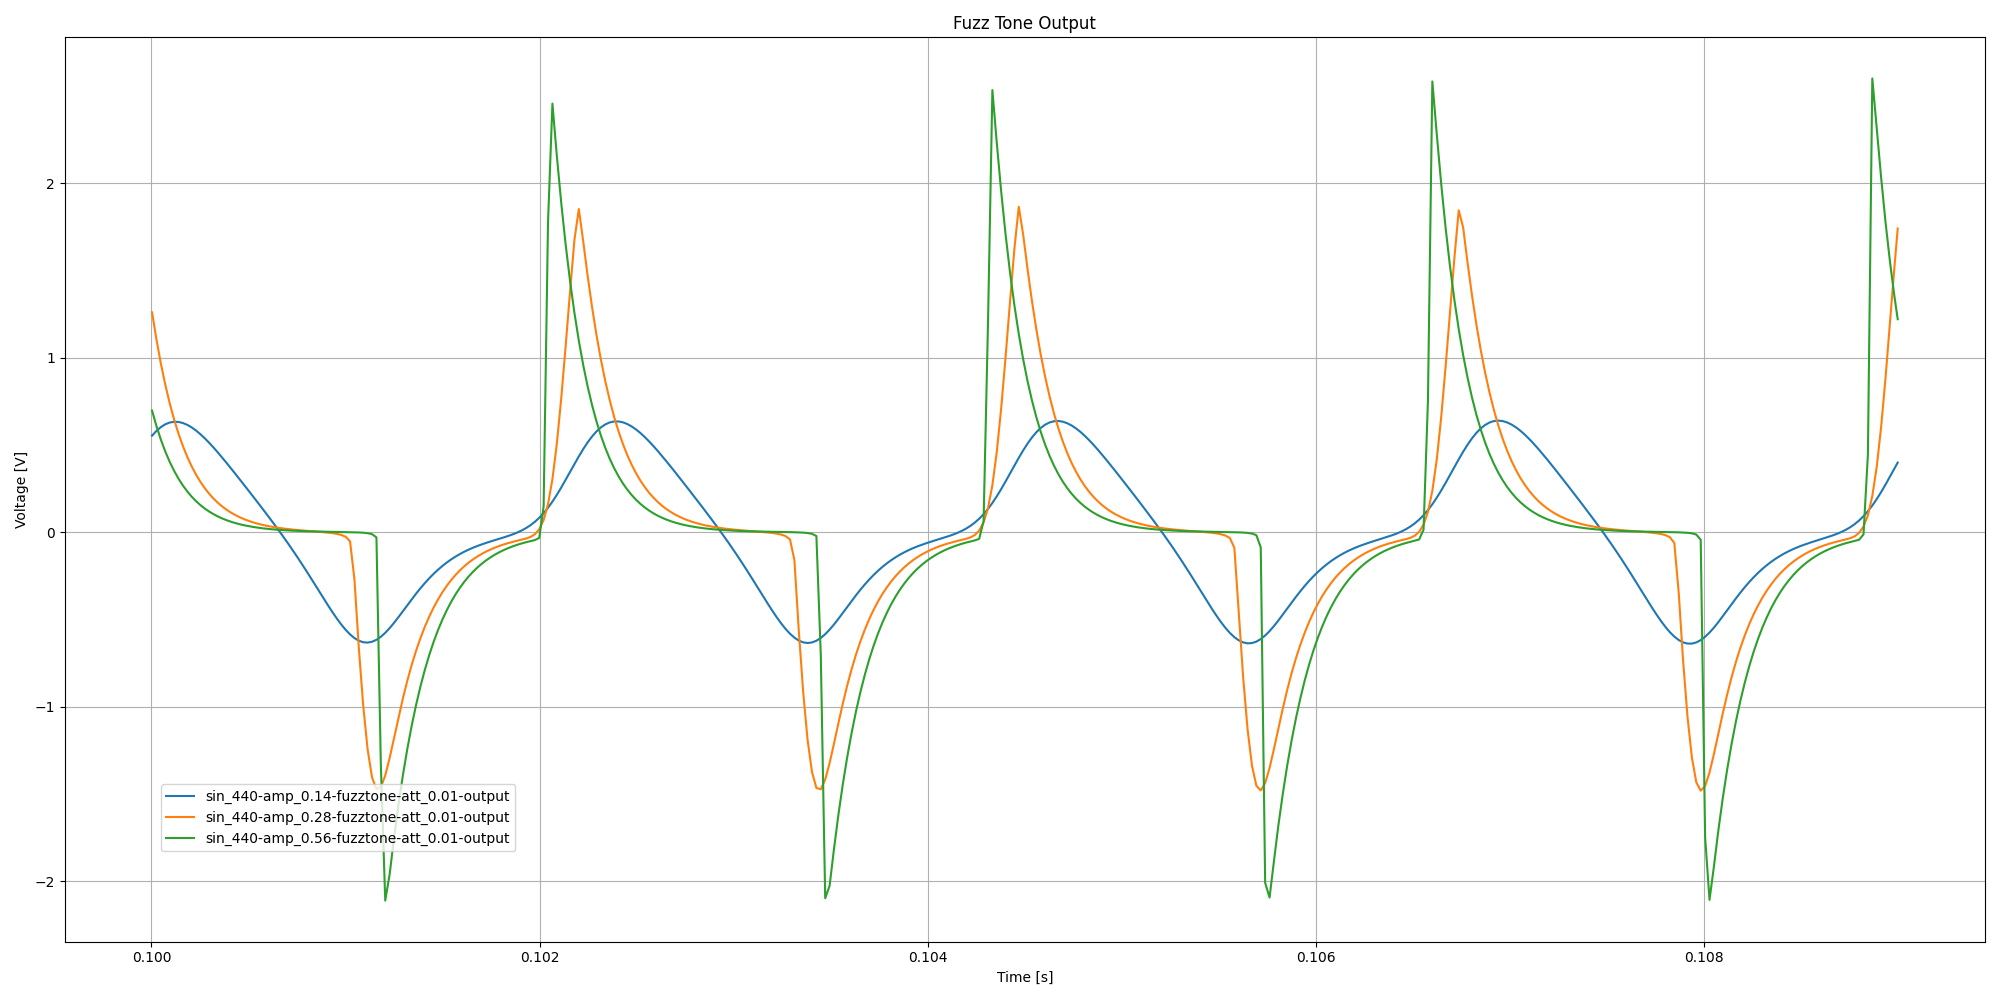 Fuzz Tone Output
Voltage [V]
2
1
0
−1
−2
sin_440-amp_0.14-fuzztone-att_0.01-output
sin_440-amp_0.28-fuzztone-att_0.01-output
sin_440-amp_0.56-fuzztone-att_0.01-output
0.100 0.102 0.104 0.106 0.108
Time [s]